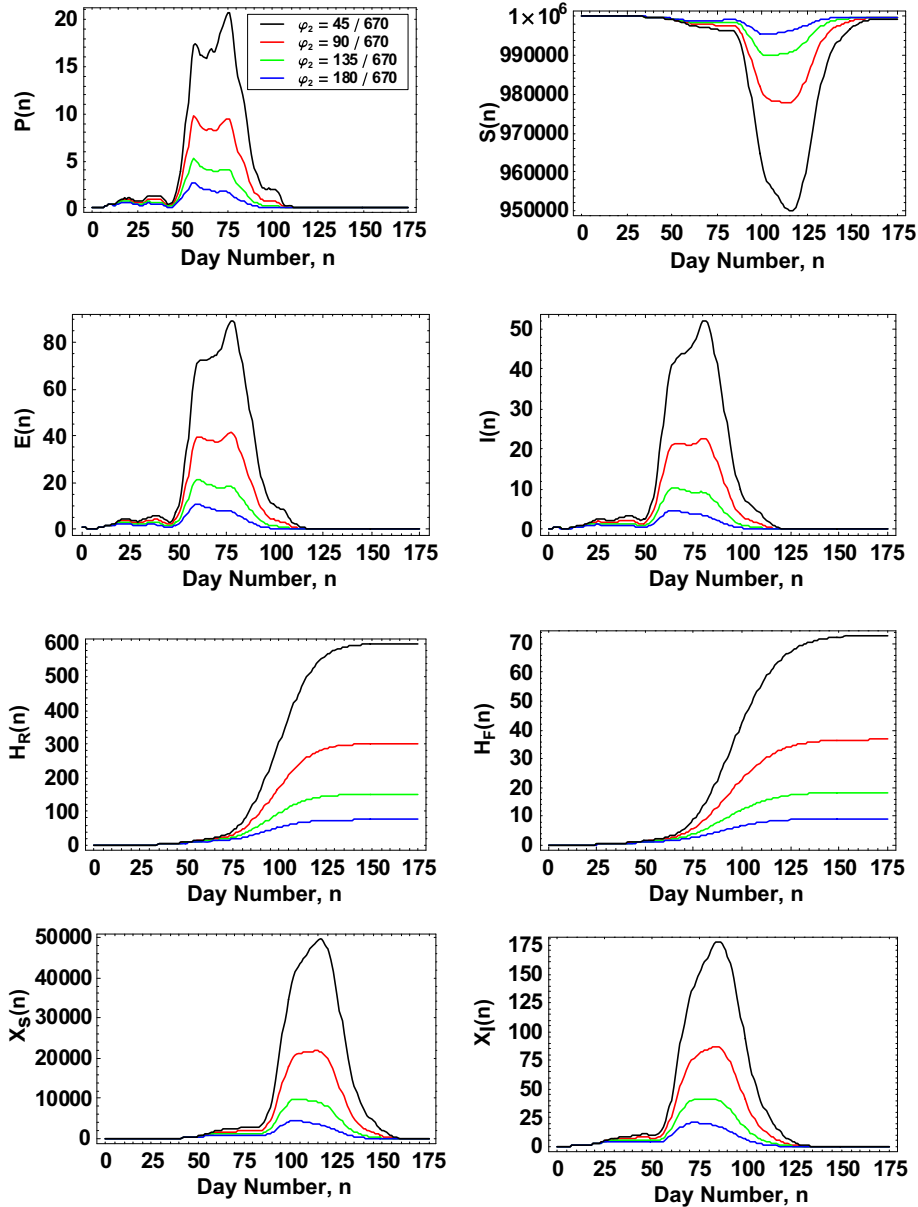 P(n)
20
15
10
5
0
φ₂ = 45 / 670
φ₂ = 90 / 670
φ₂ = 135 / 670
φ₂ = 180 / 670
0 25 50 75 100 125 150 175
Day Number, n
S(n)
1 × 10⁶
990000
980000
970000
960000
950000
0 25 50 75 100 125 150 175
Day Number, n
E(n)
80
60
40
20
0
0 25 50 75 100 125 150 175
Day Number, n
I(n)
50
40
30
20
10
0
0 25 50 75 100 125 150 175
Day Number, n
H_R(n)
600
500
400
300
200
100
0
0 25 50 75 100 125 150 175
Day Number, n
H_F(n)
70
60
50
40
30
20
10
0
0 25 50 75 100 125 150 175
Day Number, n
X_S(n)
50000
40000
30000
20000
10000
0
0 25 50 75 100 125 150 175
Day Number, n
X_I(n)
175
150
125
100
75
50
25
0
0 25 50 75 100 125 150 175
Day Number, n